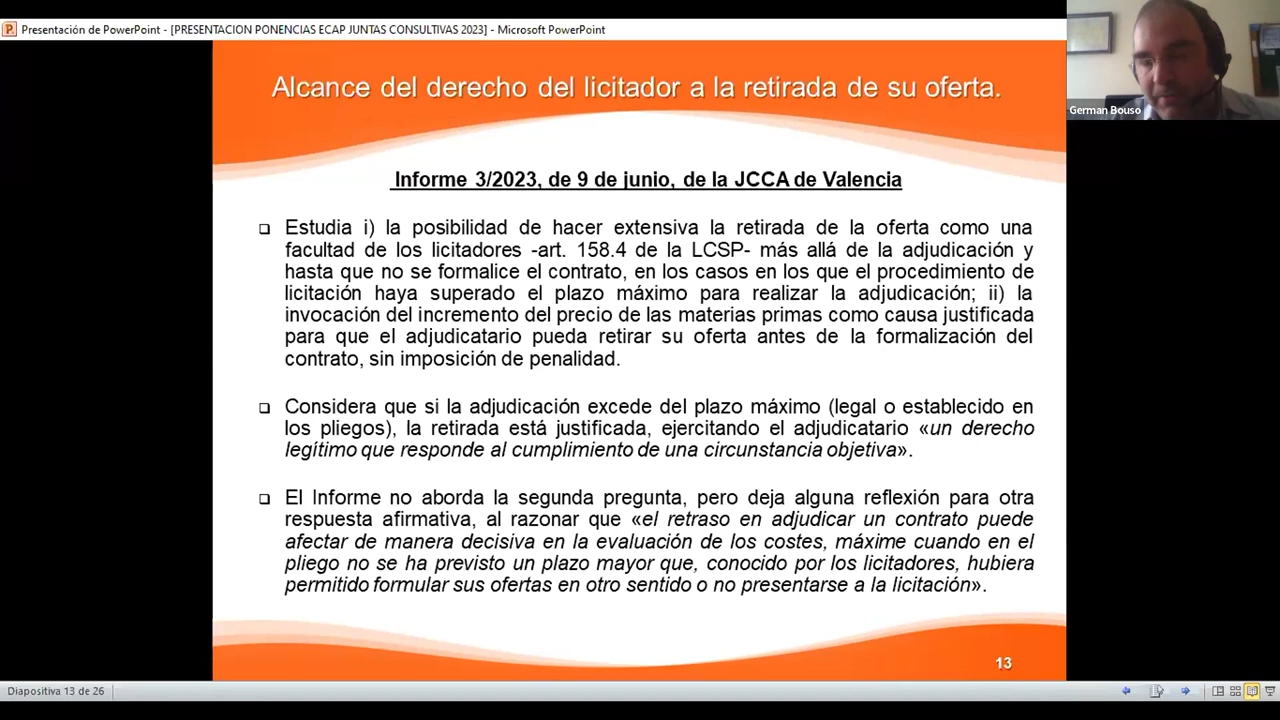 Presentación de PowerPoint - [PRESENTACION PONENCIAS ECAP JUNTAS CONSULTIVAS 2023] - Microsoft PowerPoint
German Bouso
Alcance del derecho del licitador a la retirada de su oferta.
Informe 3/2023, de 9 de junio, de la JCCA de Valencia
Estudia i) la posibilidad de hacer extensiva la retirada de la oferta como una
facultad de los licitadores -art. 158.4 de la LCSP- más allá de la adjudicación y
hasta que no se formalice el contrato, en los casos en los que el procedimiento de
licitación haya superado el plazo máximo para realizar la adjudicación; ii) la
invocación del incremento del precio de las materias primas como causa justificada
para que el adjudicatario pueda retirar su oferta antes de la formalización del
contrato, sin imposición de penalidad.
Considera que si la adjudicación excede del plazo máximo (legal o establecido en
los pliegos), la retirada está justificada, ejercitando el adjudicatario «un derecho
legítimo que responde al cumplimiento de una circunstancia objetiva».
El Informe no aborda la segunda pregunta, pero deja alguna reflexión para otra
respuesta afirmativa, al razonar que «el retraso en adjudicar un contrato puede
afectar de manera decisiva en la evaluación de los costes, máxime cuando en el
pliego no se ha previsto un plazo mayor que, conocido por los licitadores, hubiera
permitido formular sus ofertas en otro sentido o no presentarse a la licitación».
13
Diapositiva 13 de 26